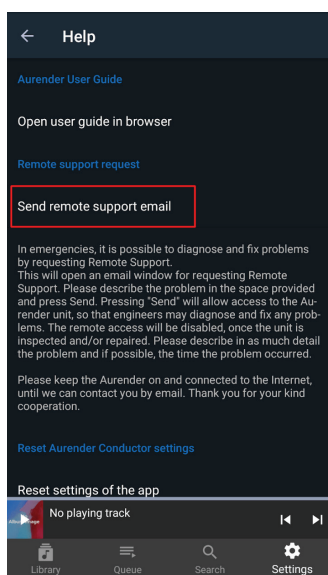 Help
Aurender User Guide
Open user guide in browser
Remote support request
Send remote support email
In emergencies, it is possible to diagnose and fix problems
by requesting Remote Support.
This will open an email window for requesting Remote
Support. Please describe the problem in the space provided
and press Send. Pressing "Send" will allow access to the Au-
render unit, so that engineers may diagnose and fix any prob-
lems. The remote access will be disabled, once the unit is
inspected and/or repaired. Please describe in as much detail
the problem and if possible, the time the problem occurred.
Please keep the Aurender on and connected to the Internet,
until we can contact you by email. Thank you for your kind
cooperation.
Reset Aurender Conductor settings
Reset settings of the app
No playing track
Library
Queue
Search
Settings